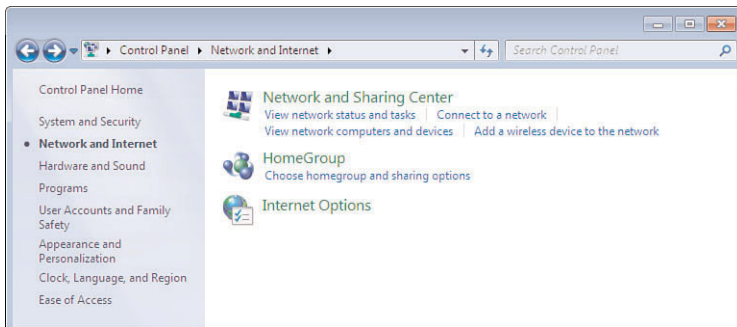 Control Panel
Network and Internet
Search Control Panel
Control Panel Home
System and Security
Network and Internet
Hardware and Sound
Programs
User Accounts and Family
Safety
Appearance and
Personalization
Clock, Language, and Region
Ease of Access
Network and Sharing Center
View network status and tasks
Connect to a network
View network computers and devices
Add a wireless device to the network
HomeGroup
Choose homegroup and sharing options
Internet Options